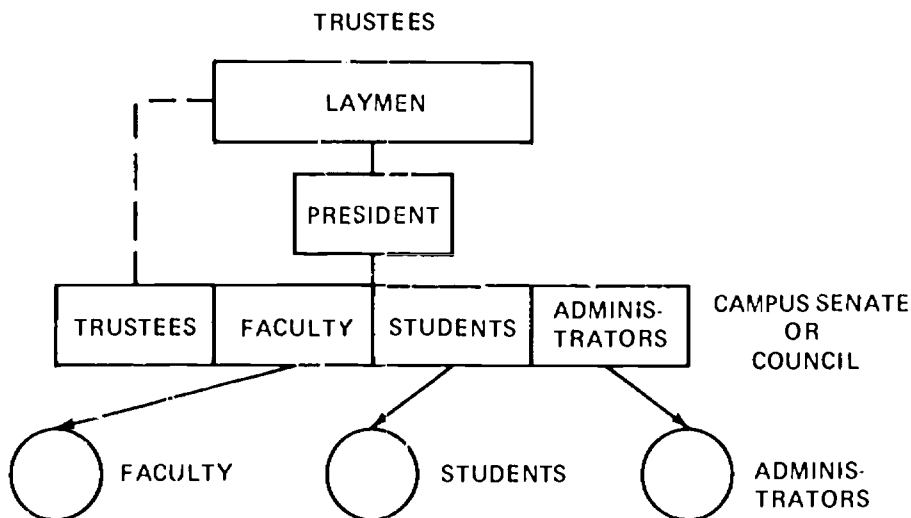 TRUSTEES
LAYMEN
PRESIDENT
TRUSTEES
FACULTY
STUDENTS
ADMINIS-
TRATORS
CAMPUS SENATE
OR
COUNCIL
FACULTY
STUDENTS
ADMINIS-
TRATORS